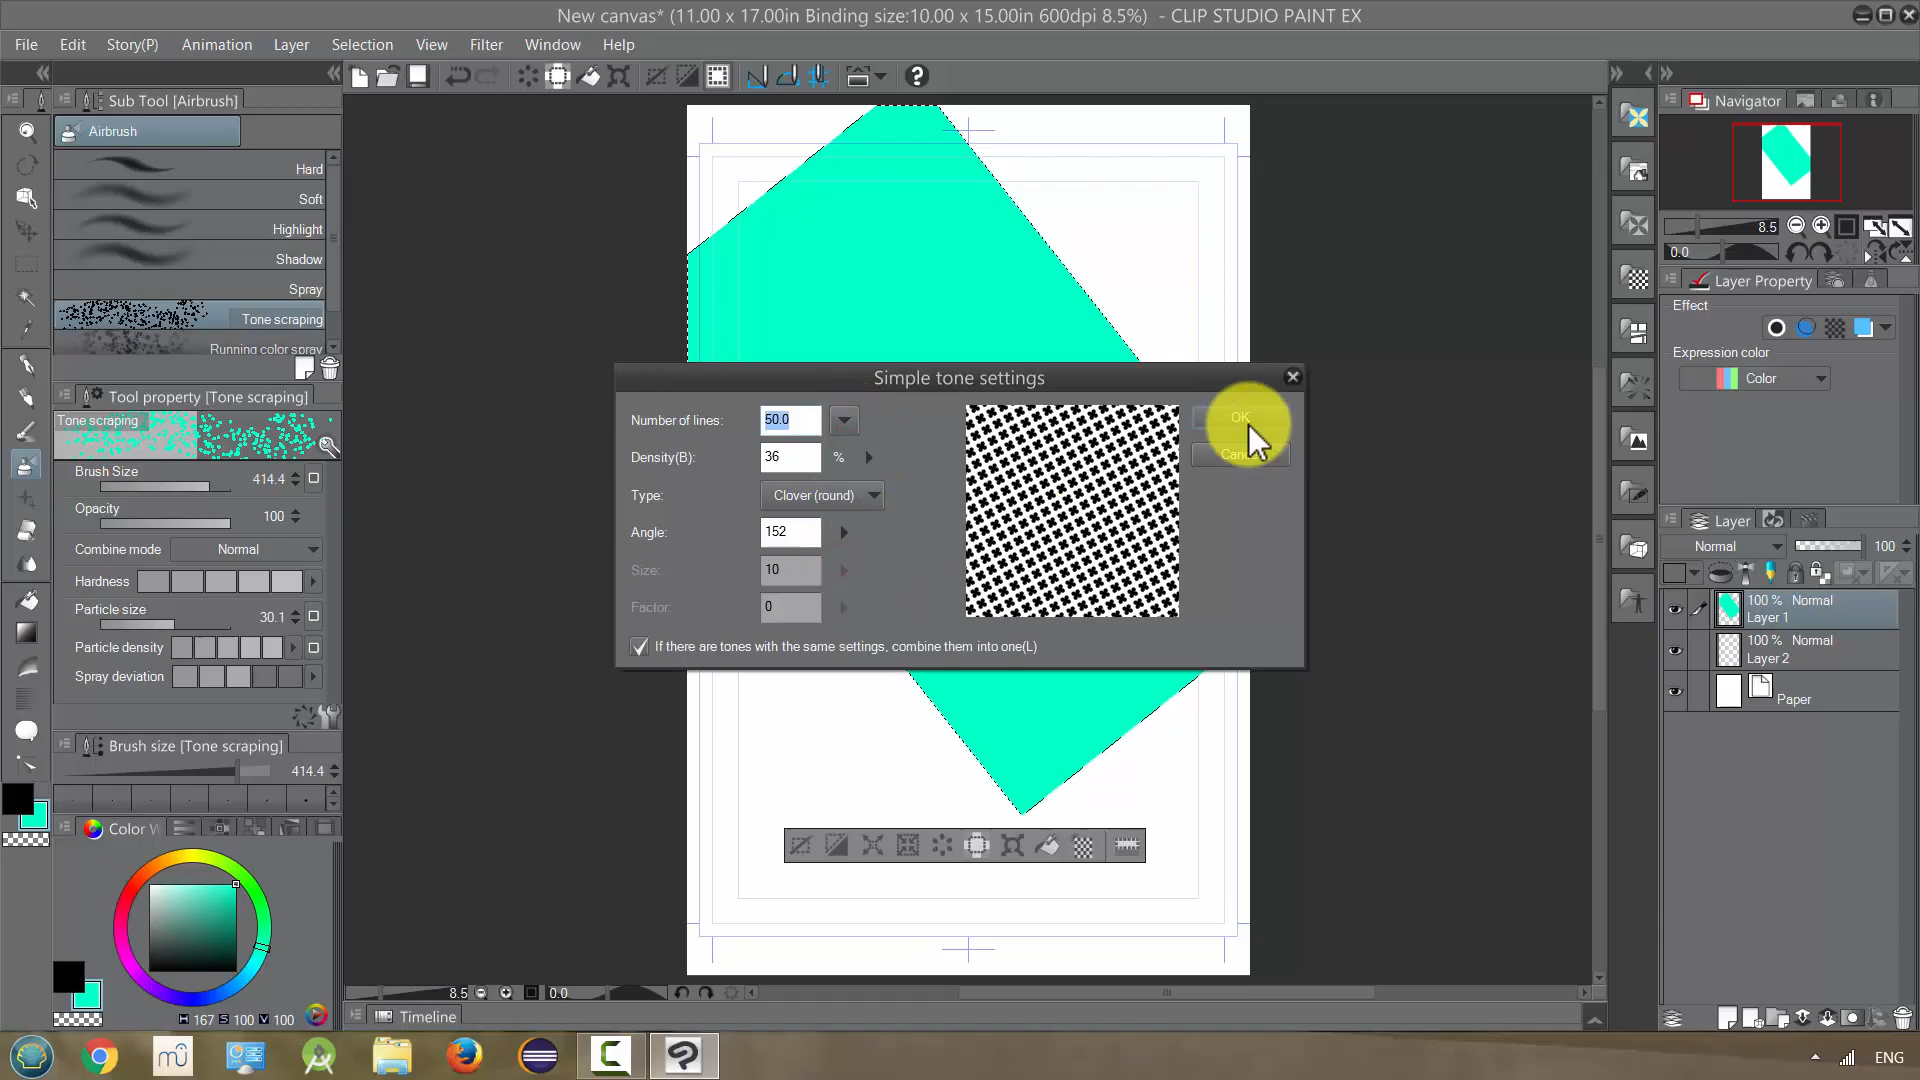 New canvas* (11.00 x 17.00in Binding size:10.00 x 15.00in 600dpi 8.5%) - CLIP STUDIO PAINT EX
File Edit Story(P) Animation Layer Selection View Filter Window Help
Sub Tool [Airbrush]
Airbrush
Hard
Soft
Highlight
Shadow
Spray
Tone scraping
Running color spray
Tool property [Tone scraping]
Tone scraping
Brush Size 414.4
Opacity 100
Combine mode Normal
Hardness
Particle size 30.1
Particle density
Spray deviation
Brush size [Tone scraping]
414.4
Color W
H 167 S 100 V 100
Simple tone settings
Number of lines: 50.0
Density(B): 36 %
Type: Clover (round)
Angle: 152
Size: 10
Factor: 0
If there are tones with the same settings, combine them into one(L)
OK
8.5 0.0
Timeline
Navigator
8.5
0.0
Layer Property
Effect
Expression color
Color
Layer
Normal 100
100 % Normal
Layer 1
100 % Normal
Layer 2
Paper
ENG